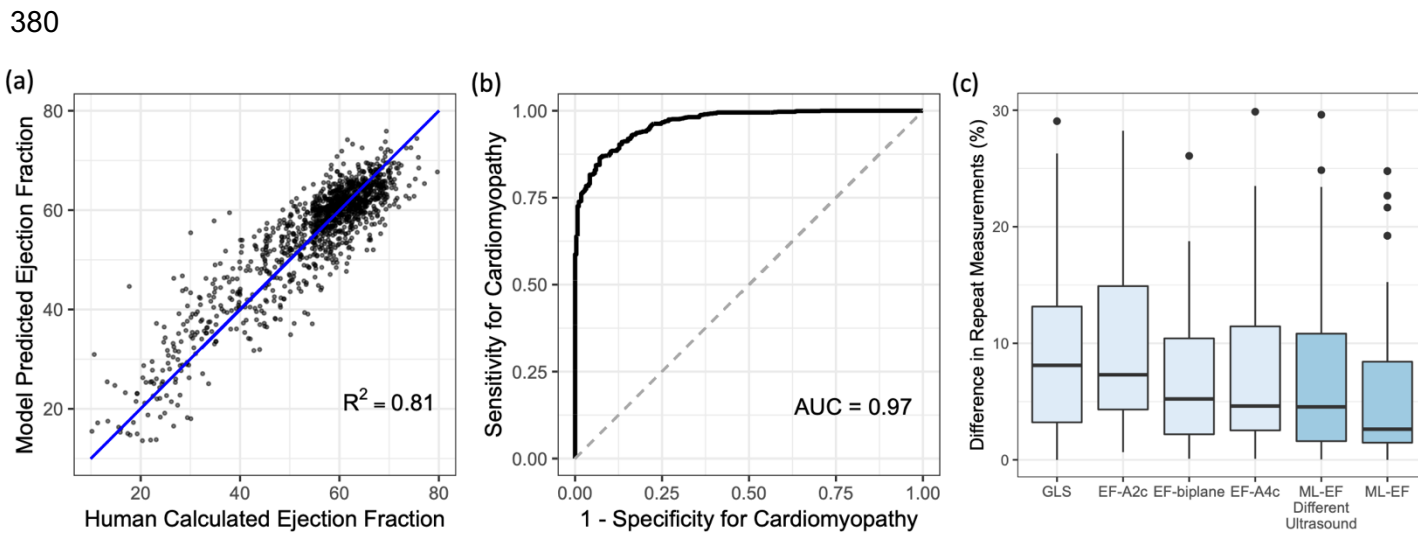 380
(a)
Model Predicted Ejection Fraction
80
60
40
20
R² = 0.81
20 40 60 80
Human Calculated Ejection Fraction
(b)
Sensitivity for Cardiomyopathy
1.00
0.75
0.50
0.25
0.00
AUC = 0.97
0.00 0.25 0.50 0.75 1.00
1 - Specificity for Cardiomyopathy
(c)
Difference in Repeat Measurements (%)
30
20
10
0
GLS EF-A2c EF-biplane EF-A4c ML-EF Different Ultrasound ML-EF